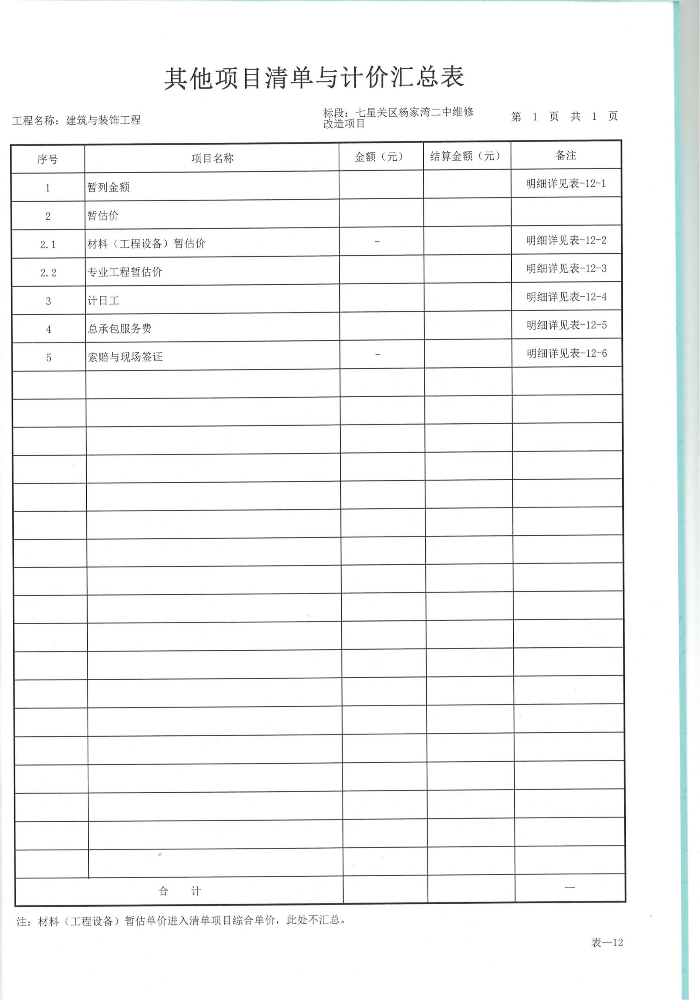 其他项目清单与计价汇总表
工程名称：建筑与装饰工程
标段：七星关区杨家湾二中维修
改造项目
第 1 页 共 1 页
序号 项目名称 金额（元） 结算金额（元） 备注
1 暂列金额 明细详见表-12-1
2 暂估价
2.1 材料（工程设备）暂估价 - 明细详见表-12-2
2.2 专业工程暂估价 明细详见表-12-3
3 计日工 明细详见表-12-4
4 总承包服务费 明细详见表-12-5
5 索赔与现场签证 - 明细详见表-12-6
合 计 —
注：材料（工程设备）暂估单价进入清单项目综合单价，此处不汇总。
表—12